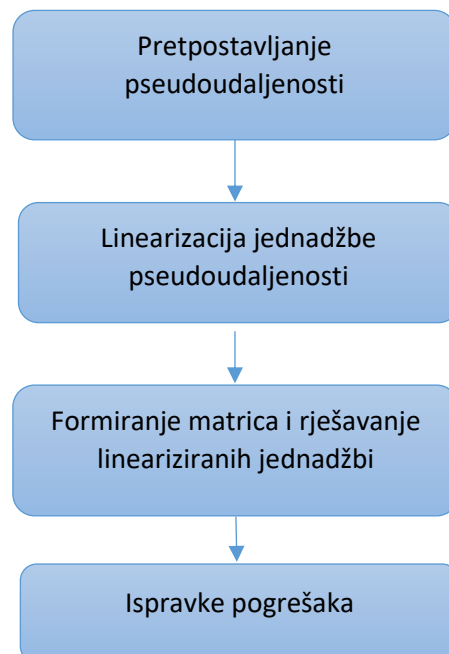 Pretpostavljanje
pseudoudaljenosti
Linearizacija jednadžbe
pseudoudaljenosti
Formiranje matrica i rješavanje
lineariziranih jednadžbi
Ispravke pogrešaka